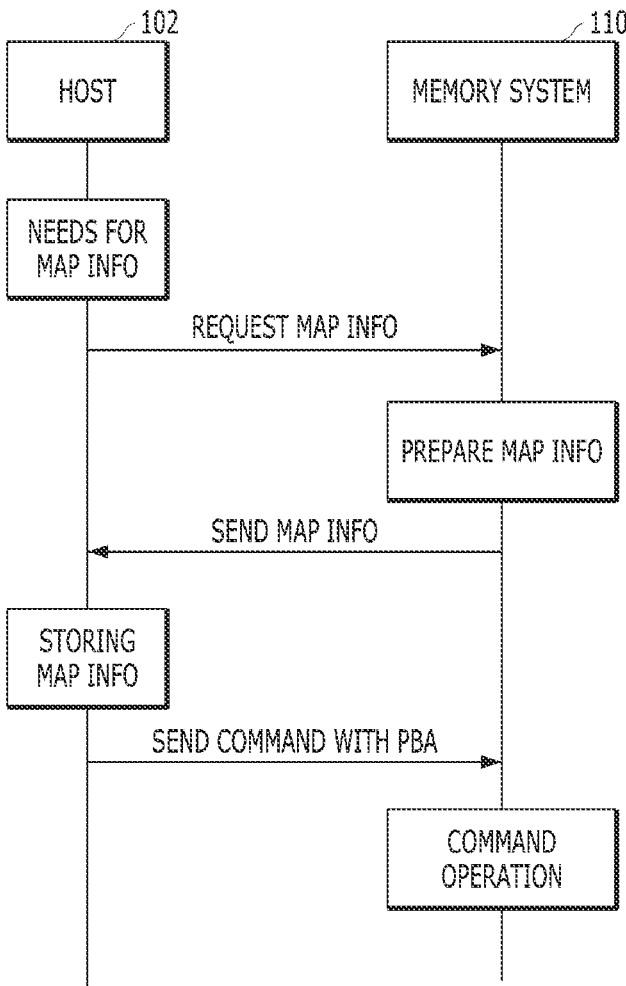 102
110
HOST
MEMORY SYSTEM
NEEDS FOR
MAP INFO
REQUEST MAP INFO
PREPARE MAP INFO
SEND MAP INFO
STORING
MAP INFO
SEND COMMAND WITH PBA
COMMAND
OPERATION